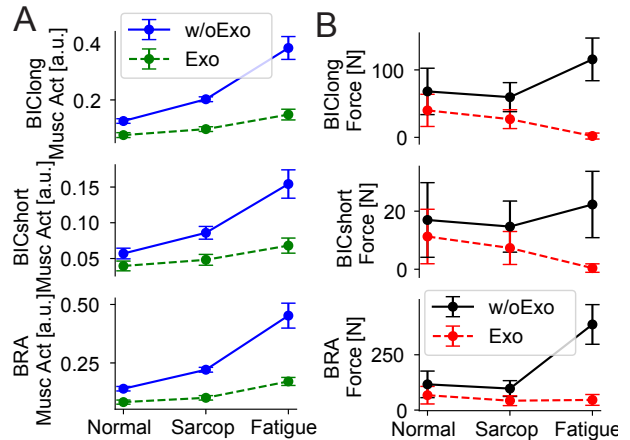 A
BIClong
Musc Act [a.u.]
0.4
0.2
w/oExo
Exo
BICshort
Musc Act [a.u.]
0.15
0.10
0.05
BRA
Musc Act [a.u.]
0.50
0.25
Normal Sarcop Fatigue
B
BIClong
Force [N]
100
0
BICshort
Force [N]
20
0
BRA
Force [N]
250
0
w/oExo
Exo
Normal Sarcop Fatigue